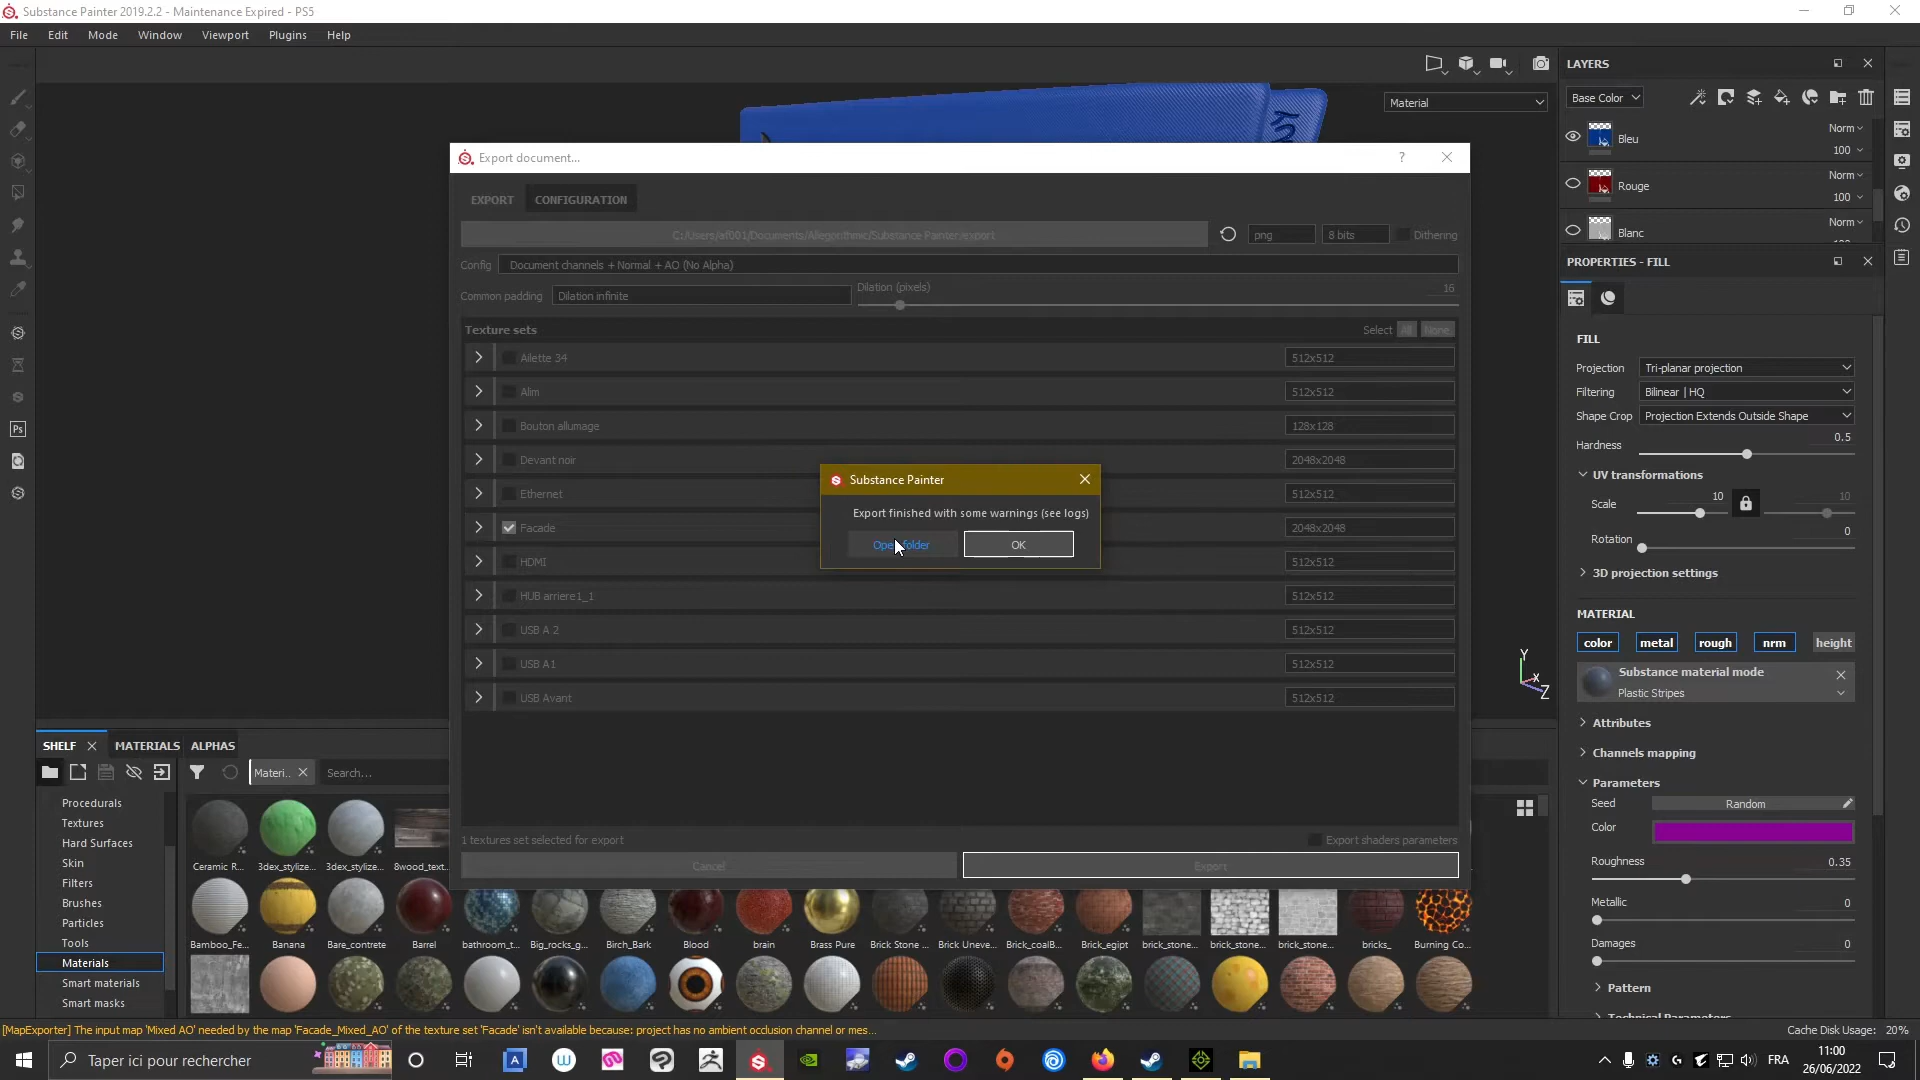 Substance Painter 2019.2.2 - Maintenance Expired - PS5
File Edit Mode Window Viewport Plugins Help
Material
LAYERS
Base Color
Norm
Bleu
100
Norm
Rouge
100
Norm
Blanc
Export document...
?
EXPORT CONFIGURATION
C:/Users/af001/Documents/Allegorithmic/Substance Painter/export
png 8 bits Dithering
Config Document channels + Normal + AO (No Alpha)
Common padding Dilation infinite
Dilation (pixels) 16
Texture sets
Select All None
Ailette 34 512x512
Alim 512x512
Bouton allumage 128x128
Devant noir 2048x2048
Ethernet 512x512
Facade 2048x2048
HDMI 512x512
HUB arriere1_1 512x512
USB A 2 512x512
USB A1 512x512
USB Avant 512x512
1 textures set selected for export
Export shaders parameters
Cancel Export
Substance Painter
Export finished with some warnings (see logs)
OK
PROPERTIES - FILL
FILL
Projection Tri-planar projection
Filtering Bilinear | HQ
Shape Crop Projection Extends Outside Shape
Hardness 0.5
UV transformations
Scale 10 10
Rotation 0
3D projection settings
MATERIAL
color metal rough nrm height
Substance material mode
Plastic Stripes
Attributes
Channels mapping
Parameters
Seed Random
Color
Roughness 0.35
Metallic 0
Damages 0
Pattern
Technical Parameters
Y
X
Z
Ps
SHELF MATERIALS ALPHAS
Materi.. Search...
Procedurals
Textures
Hard Surfaces
Skin
Filters
Brushes
Particles
Tools
Materials
Smart materials
Smart masks
Ceramic R... 3dex_stylize... 3dex_stylize... 8wood_text...
Bamboo_Fe... Banana Bare_contrete Barrel bathroom_t... Big_rocks_g... Birch_Bark Blood brain Brass Pure Brick Stone ... Brick Uneve... Brick_coalB... Brick_egipt brick_stone... brick_stone... brick_stone... bricks_ Burning Co...
[MapExporter] The input map 'Mixed AO' needed by the map 'Facade_Mixed_AO' of the texture set 'Facade' isn't available because: project has no ambient occlusion channel or mes...
Cache Disk Usage: 20%
Taper ici pour rechercher
FRA
11:00
26/06/2022